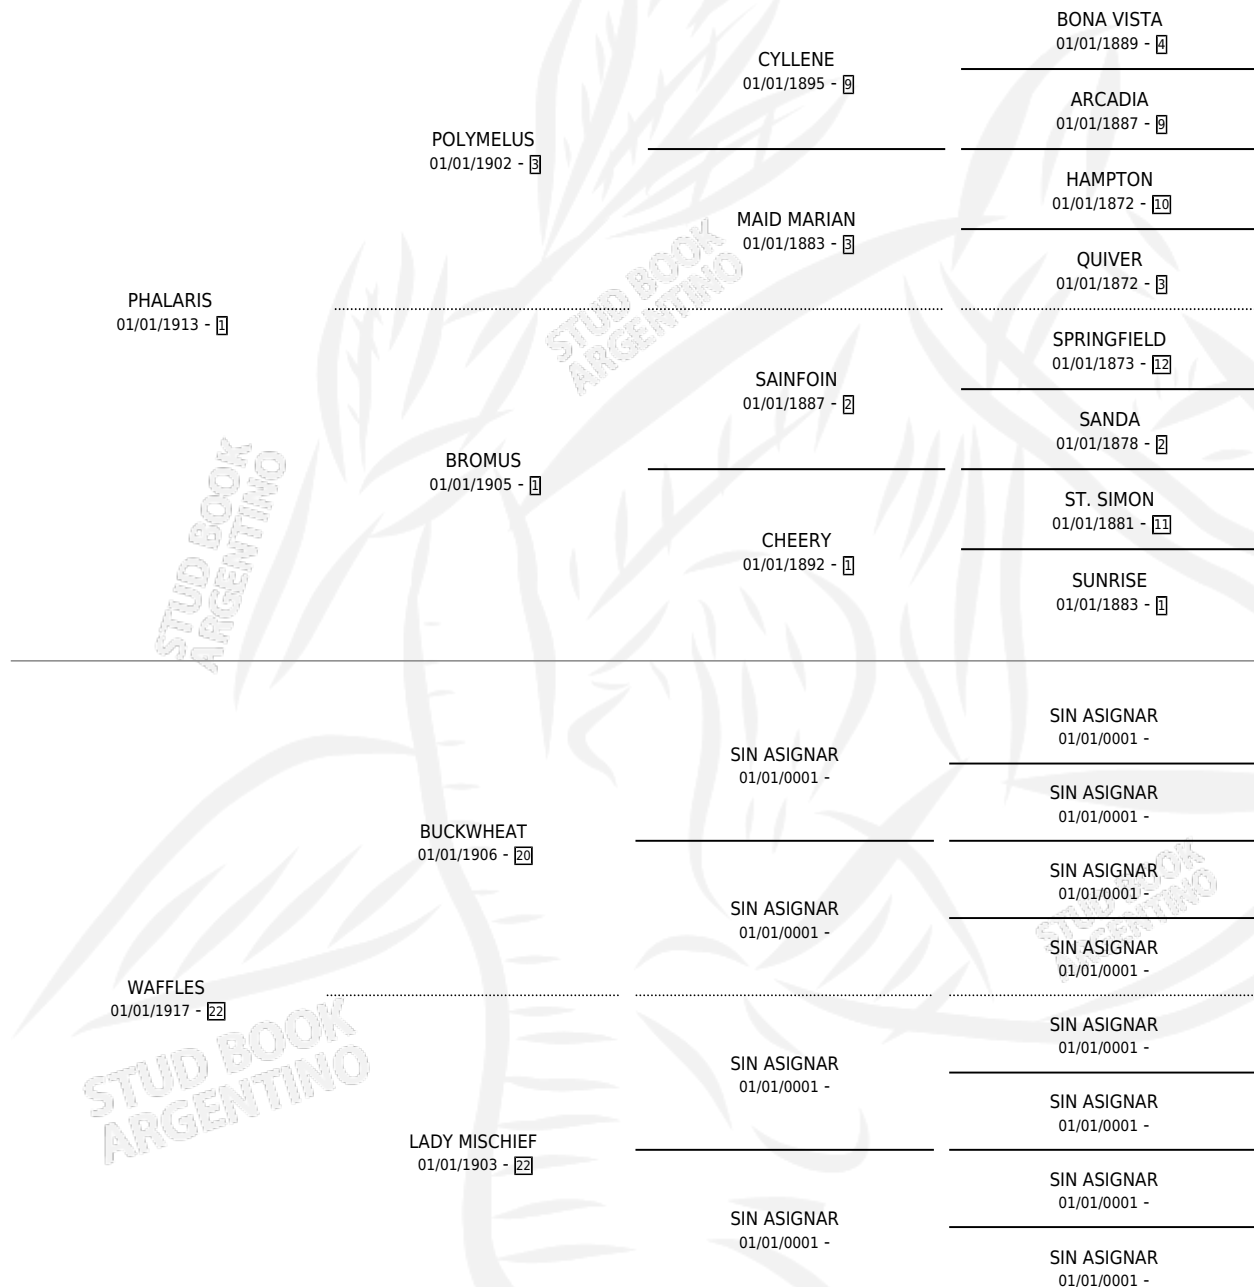 BONA VISTA
01/01/1889 - 4
CYLLENE
01/01/1895 - 9
ARCADIA
01/01/1887 - 9
POLYMELUS
01/01/1902 - 3
HAMPTON
01/01/1872 - 10
MAID MARIAN
01/01/1883 - 3
QUIVER
01/01/1872 - 3
PHALARIS
01/01/1913 - 1
SPRINGFIELD
01/01/1873 - 12
SAINFOIN
01/01/1887 - 2
SANDA
01/01/1878 - 2
BROMUS
01/01/1905 - 1
ST. SIMON
01/01/1881 - 11
CHEERY
01/01/1892 - 1
SUNRISE
01/01/1883 - 1
STUD BOOK
ARGENTINO
STUD BOOK
ARGENTINO
SIN ASIGNAR
01/01/0001 -
SIN ASIGNAR
01/01/0001 -
SIN ASIGNAR
01/01/0001 -
BUCKWHEAT
01/01/1906 - 20
SIN ASIGNAR
01/01/0001 -
SIN ASIGNAR
01/01/0001 -
SIN ASIGNAR
01/01/0001 -
STUD BOOK
ARGENTINO
WAFFLES
01/01/1917 - 22
SIN ASIGNAR
01/01/0001 -
SIN ASIGNAR
01/01/0001 -
SIN ASIGNAR
01/01/0001 -
STUD BOOK
ARGENTINO
LADY MISCHIEF
01/01/1903 - 22
SIN ASIGNAR
01/01/0001 -
SIN ASIGNAR
01/01/0001 -
SIN ASIGNAR
01/01/0001 -